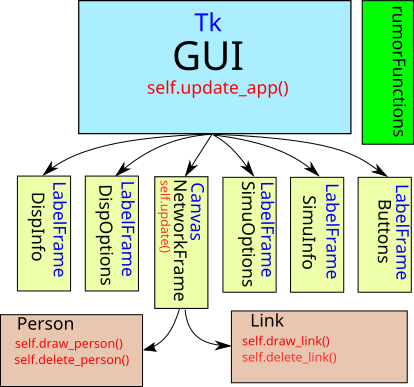 Tk
GUI
self.update_app()
rumorFunctions
LabelFrame
DispInfo
LabelFrame
DispOptions
Canvas
NetworkFrame
self.update()
LabelFrame
SimuOptions
LabelFrame
SimuInfo
LabelFrame
Buttons
Person
self.draw_person()
self.delete_person()
Link
self.draw_link()
self.delete_link()